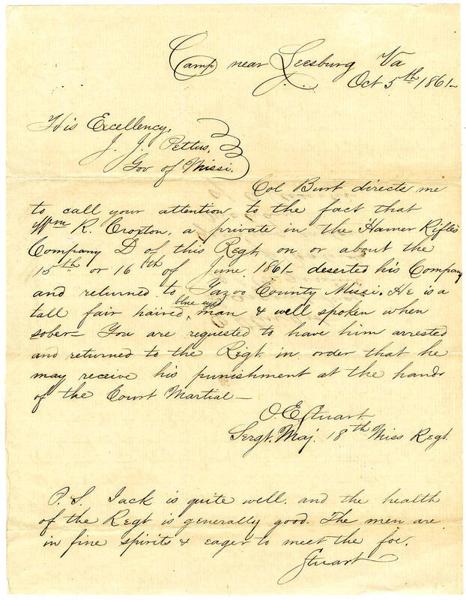 Camp near Leesburg Va
Oct 5th 1861-
His Excellency,
J. J. Pettus,
Gov of Missi.
Col Burt directs me
to call your attention to the fact that
Wm R. Croxton, a private in the Hamer Rifles
Company D of this Regt on or about the
15th or 16th of June 1861- deserted his Company
and returned to Yazoo County Missi, He is a
blue eyed
tall fair haired, man & well spoken when
sober- You are requested to have him arrested
and returned to the Regt in order that he
may receive his punishment at the hands
of the Court Martial-
O. E. Stuart
Sergt. Maj. 18th Miss Regt
P. S. Jack is quite well. and the health
of the Regt is generally good. The men are
in fine spirits & eager to meet the foe.
Stuart